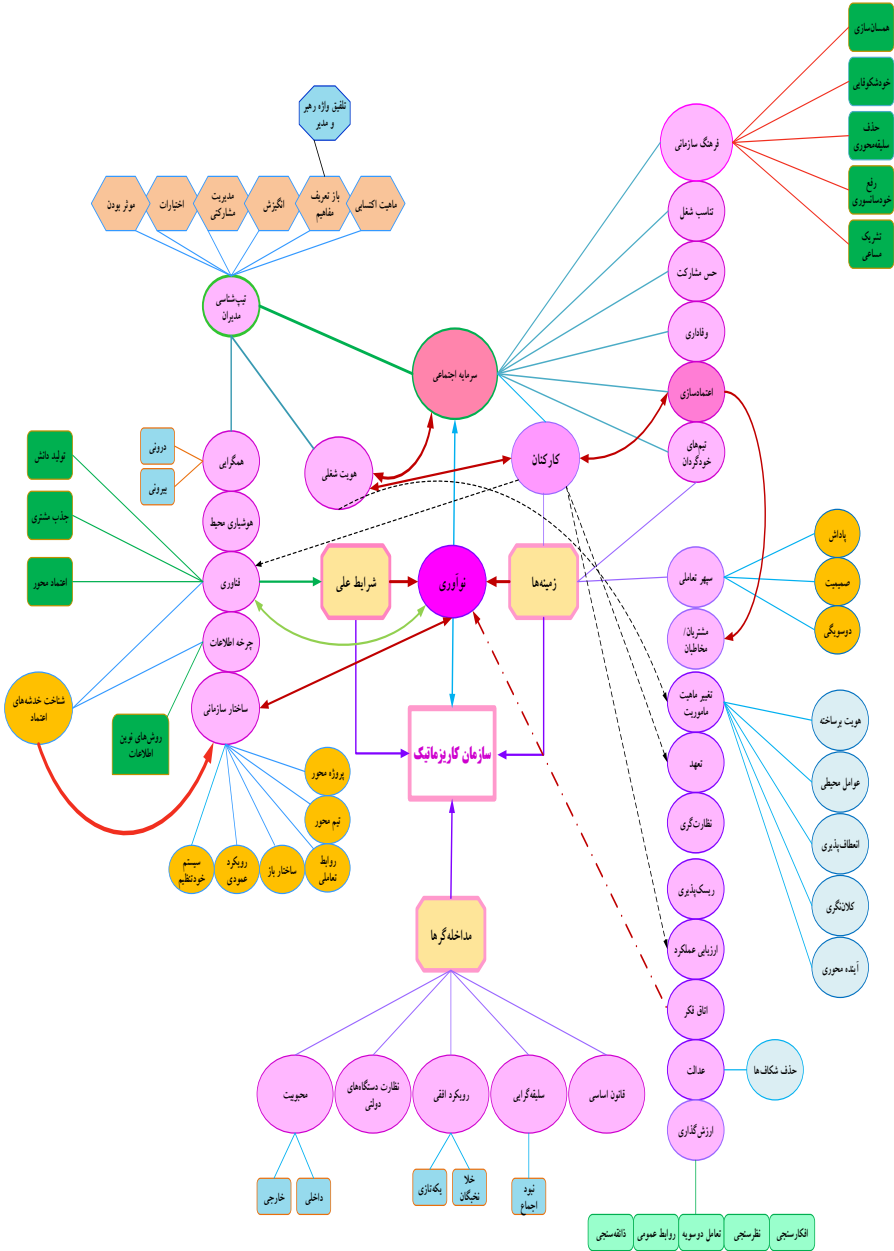 همسان‌سازی
خودشکوفایی
حذف
سلیقه‌محوری
رفع
خودسانسوری
تشریک
مساعی
فرهنگ سازمانی
تناسب شغل
حس مشارکت
وفاداری
اعتمادسازی
تیم‌های
خودگردان
تلفیق واژه رهبر
و مدیر
ماهیت اکتسابی
باز تعریف
مفاهیم
انگیزش
مدیریت
مشارکتی
اختیارات
موثر بودن
تیپ‌شناسی
مدیران
سرمایه اجتماعی
کارکنان
هویت شغلی
همگرایی
درونی
بیرونی
هوشیاری محیط
فناوری
چرخه اطلاعات
ساختار سازمانی
تولید دانش
جذب مشتری
اعتماد محور
شناخت خدشه‌های
اعتماد
روش‌های نوین
اطلاعات
پروژه محور
تیم محور
روابط
تعاملی
ساختار باز
رویکرد
عمودی
سیستم
خودتنظیم
زمینه‌ها
نوآوری
شرایط علی
سازمان کاریزماتیک
مداخله‌گرها
سپهر تعاملی
پاداش
صمیمیت
دوسویگی
مشتریان/
مخاطبان
تغییر ماهیت
ماموریت
هویت برساخته
عوامل محیطی
انعطاف‌پذیری
کلان‌نگری
آینده محوری
تعهد
نظارت‌گری
ریسک‌پذیری
ارزیابی عملکرد
اتاق فکر
عدالت
حذف شکاف‌ها
ارزش‌گذاری
افکارسنجی
نظرسنجی
تعامل دوسویه
روابط عمومی
ذائقه‌سنجی
قانون اساسی
سلیقه‌گرایی
رویکرد افقی
نظارت دستگاه‌های
دولتی
محبوبیت
نبود
اجماع
خلا
نخبگان
یکه‌تازی
داخلی
خارجی